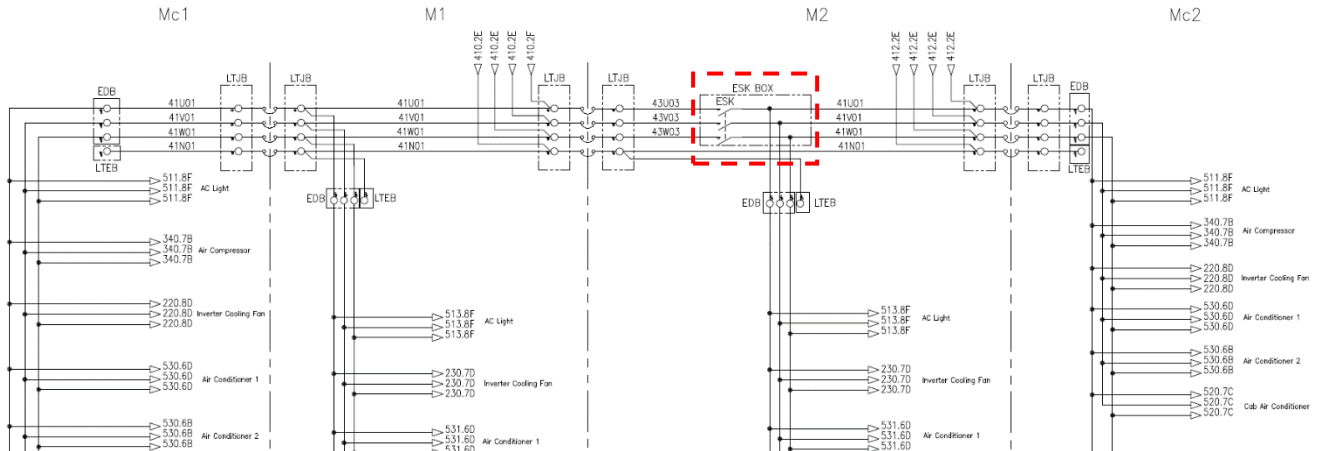 Mc1
M1
M2
Mc2
410.2E
410.2E
410.2E
410.2F
412.2E
412.2E
412.2E
412.2E
EDB
LTJB
LTJB
LTJB
LTJB
ESK BOX
ESK
LTJB
LTJB
EDB
41U01
41V01
41W01
41N01
LTEB
41U01
41V01
41W01
41N01
43U03
43V03
43W03
41U01
41V01
41W01
41N01
LTEB
EDB
LTEB
EDB
LTEB
511.8F
511.8F AC Light
511.8F
340.7B
340.7B Air Compressor
340.7B
220.8D
220.8D Inverter Cooling Fan
220.8D
530.6D
530.6D Air Conditioner 1
530.6D
530.6B
530.6B Air Conditioner 2
530.6B
513.8F
513.8F AC Light
513.8F
230.7D
230.7D Inverter Cooling Fan
230.7D
531.6D
531.6D Air Conditioner 1
531.6D
513.8F
513.8F AC Light
513.8F
230.7D
230.7D Inverter Cooling Fan
230.7D
531.6D
531.6D Air Conditioner 1
531.6D
511.8F
511.8F AC Light
511.8F
340.7B
340.7B Air Compressor
340.7B
220.8D
220.8D Inverter Cooling Fan
220.8D
530.6D
530.6D Air Conditioner 1
530.6D
530.6B
530.6B Air Conditioner 2
530.6B
520.7C
520.7C Cab Air Conditioner
520.7C